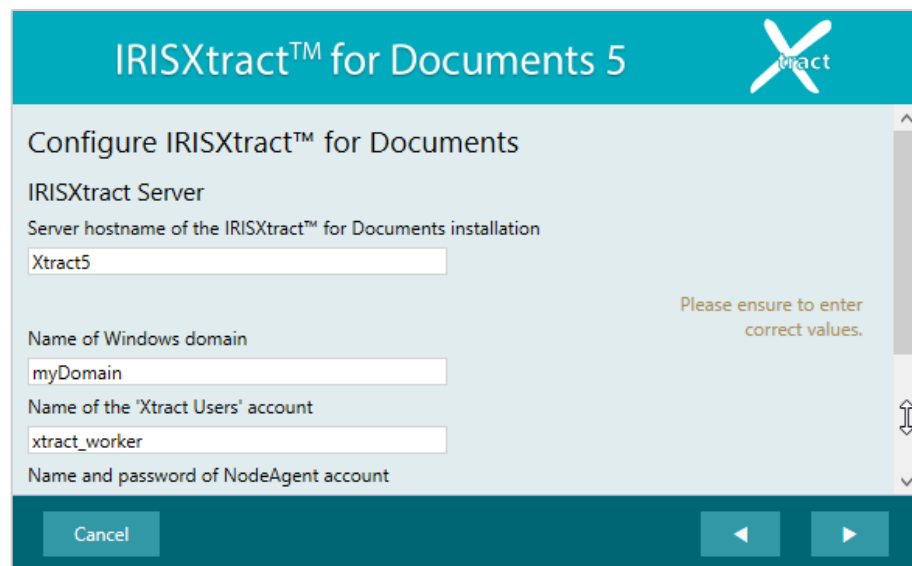 IRISXtract™ for Documents 5
Xtract
Configure IRISXtract™ for Documents
IRISXtract Server
Server hostname of the IRISXtract™ for Documents installation
Xtract5
Please ensure to enter
correct values.
Name of Windows domain
myDomain
Name of the 'Xtract Users' account
xtract_worker
Name and password of NodeAgent account
Cancel